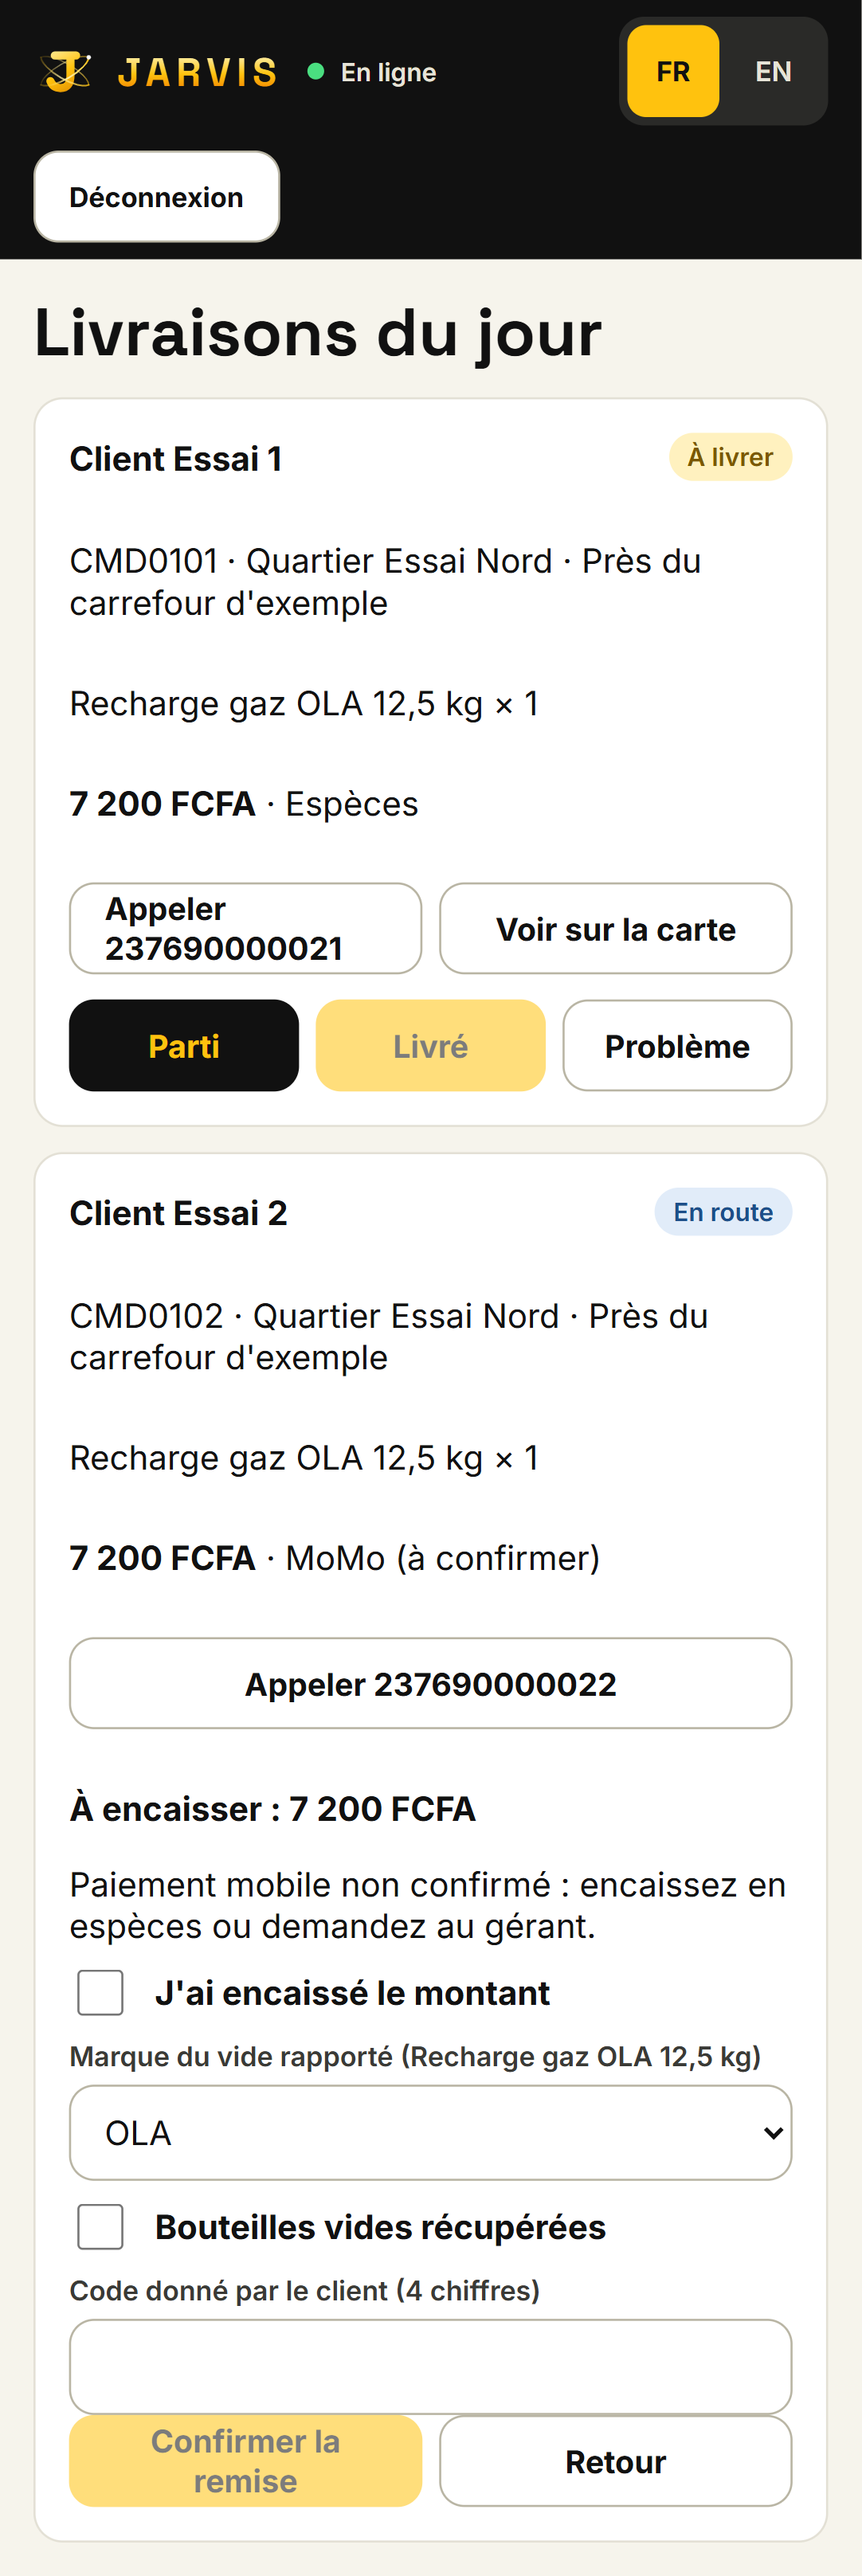 JARVIS
En ligne
FR
EN
Déconnexion
Livraisons du jour
Client Essai 1
À livrer
CMD0101 · Quartier Essai Nord · Près du
carrefour d'exemple
Recharge gaz OLA 12,5 kg × 1
7 200 FCFA · Espèces
Appeler
237690000021
Voir sur la carte
Parti
Livré
Problème
Client Essai 2
En route
CMD0102 · Quartier Essai Nord · Près du
carrefour d'exemple
Recharge gaz OLA 12,5 kg × 1
7 200 FCFA · MoMo (à confirmer)
Appeler 237690000022
À encaisser : 7 200 FCFA
Paiement mobile non confirmé : encaissez en
espèces ou demandez au gérant.
J'ai encaissé le montant
Marque du vide rapporté (Recharge gaz OLA 12,5 kg)
OLA
Bouteilles vides récupérées
Code donné par le client (4 chiffres)
Confirmer la
remise
Retour